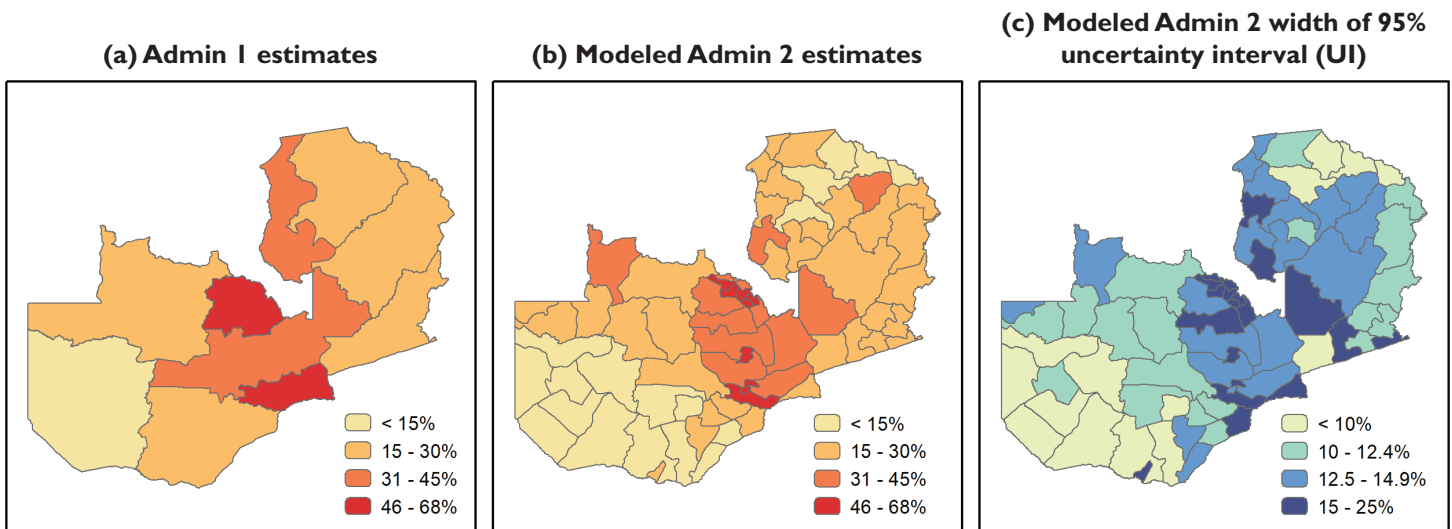 (a) Admin 1 estimates
< 15%
15 - 30%
31 - 45%
46 - 68%
(b) Modeled Admin 2 estimates
< 15%
15 - 30%
31 - 45%
46 - 68%
(c) Modeled Admin 2 width of 95%
uncertainty interval (UI)
< 10%
10 - 12.4%
12.5 - 14.9%
15 - 25%